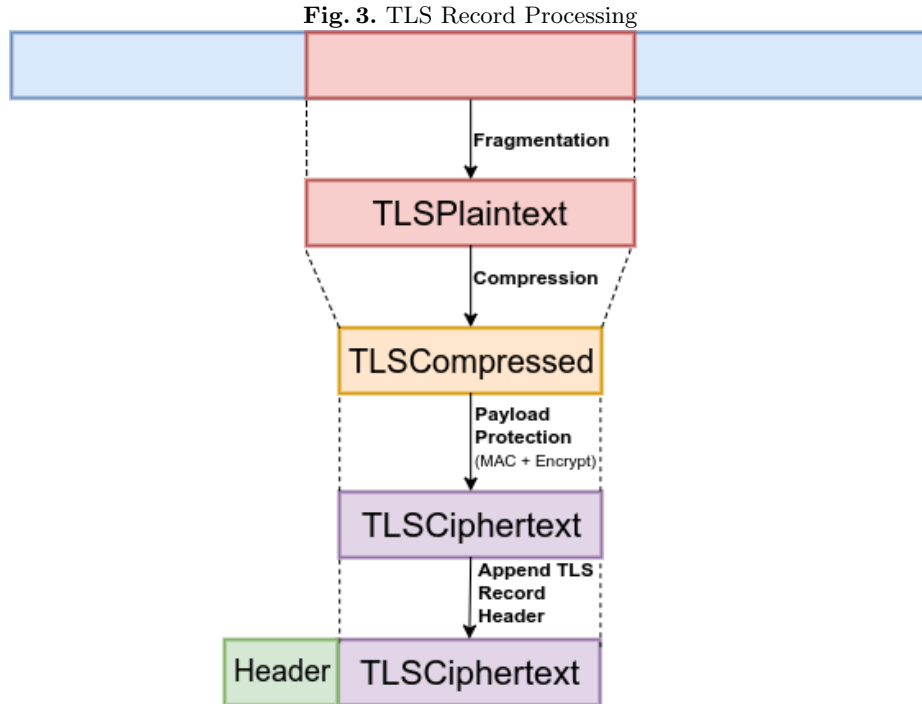 Fig. 3. TLS Record Processing
Fragmentation
TLSPlaintext
Compression
TLSCompressed
Payload
Protection
(MAC + Encrypt)
TLSCiphertext
Append TLS
Record
Header
Header
TLSCiphertext